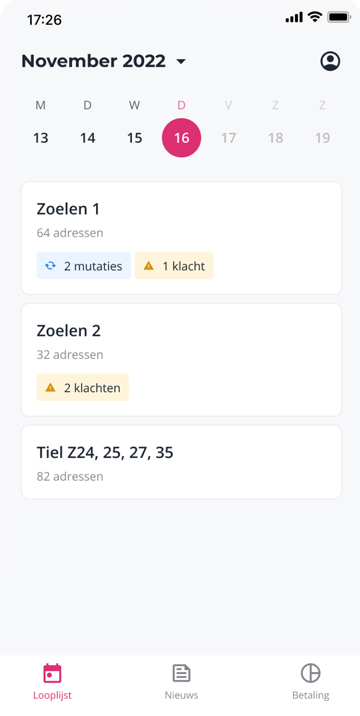 17:26
November 2022
M D W D V Z Z
13 14 15 16 17 18 19
Zoelen 1
64 adressen
2 mutaties 1 klacht
Zoelen 2
32 adressen
2 klachten
Tiel Z24, 25, 27, 35
82 adressen
Looplijst Nieuws Betaling